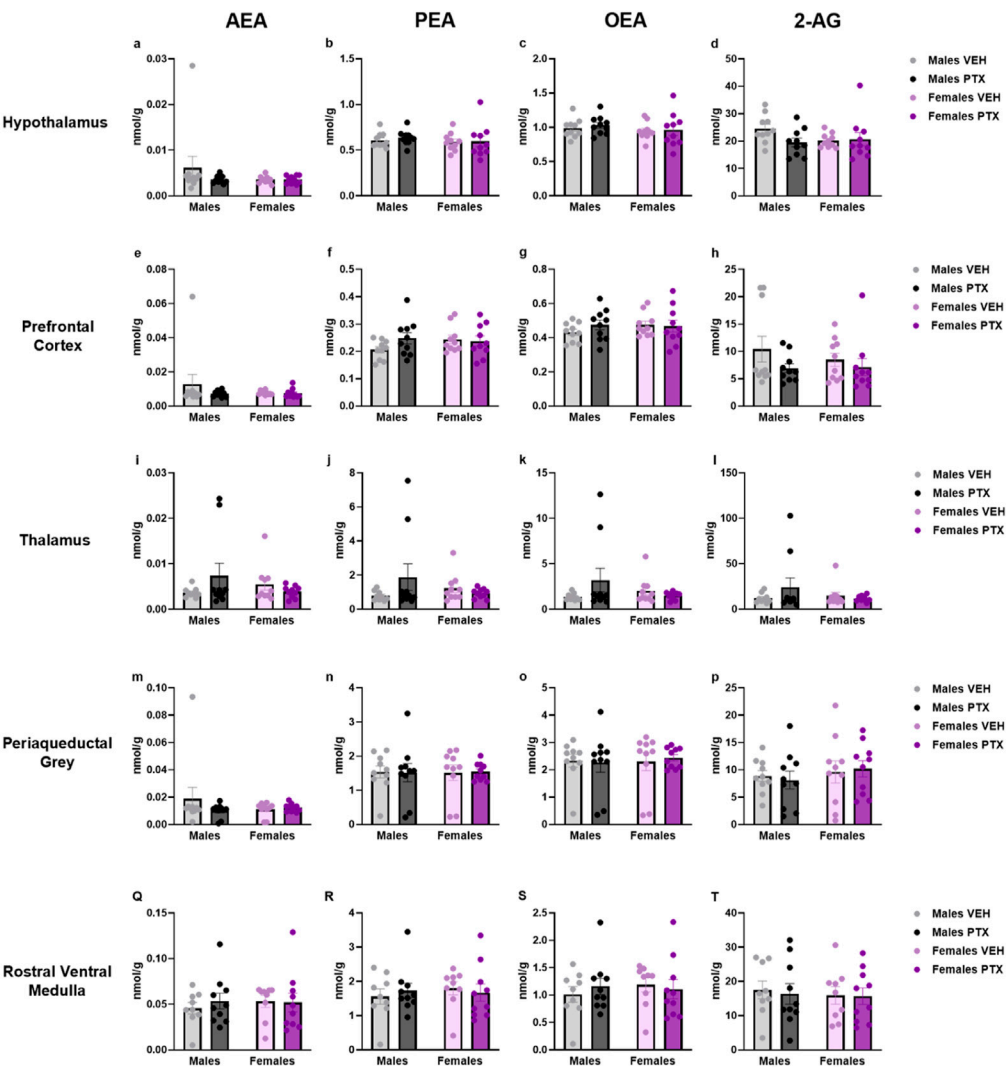 AEA PEA OEA 2-AG
Hypothalamus
a
nmol/g
0.03
0.02
0.01
0.00
Males Females
b
nmol/g
1.5
1.0
0.5
0.0
Males Females
c
nmol/g
2.0
1.5
1.0
0.5
0.0
Males Females
d
nmol/g
50
40
30
20
10
0
Males Females
Males VEH
Males PTX
Females VEH
Females PTX
Prefrontal
Cortex
e
nmol/g
0.08
0.06
0.04
0.02
0.00
Males Females
f
nmol/g
0.5
0.4
0.3
0.2
0.1
0.0
Males Females
g
nmol/g
0.8
0.6
0.4
0.2
0.0
Males Females
h
nmol/g
25
20
15
10
5
0
Males Females
Males VEH
Males PTX
Females VEH
Females PTX
Thalamus
i
nmol/g
0.03
0.02
0.01
0.00
Males Females
j
nmol/g
8
6
4
2
0
Males Females
k
nmol/g
15
10
5
0
Males Females
l
nmol/g
150
100
50
0
Males Females
Males VEH
Males PTX
Females VEH
Females PTX
Periaqueductal
Grey
m
nmol/g
0.10
0.08
0.06
0.04
0.02
0.00
Males Females
n
nmol/g
4
3
2
1
0
Males Females
o
nmol/g
5
4
3
2
1
0
Males Females
p
nmol/g
25
20
15
10
5
0
Males Females
Males VEH
Males PTX
Females VEH
Females PTX
Rostral Ventral
Medulla
Q
nmol/g
0.15
0.10
0.05
0.00
Males Females
R
nmol/g
4
3
2
1
0
Males Females
S
nmol/g
2.5
2.0
1.5
1.0
0.5
0.0
Males Females
T
nmol/g
40
30
20
10
0
Males Females
Males VEH
Males PTX
Females VEH
Females PTX